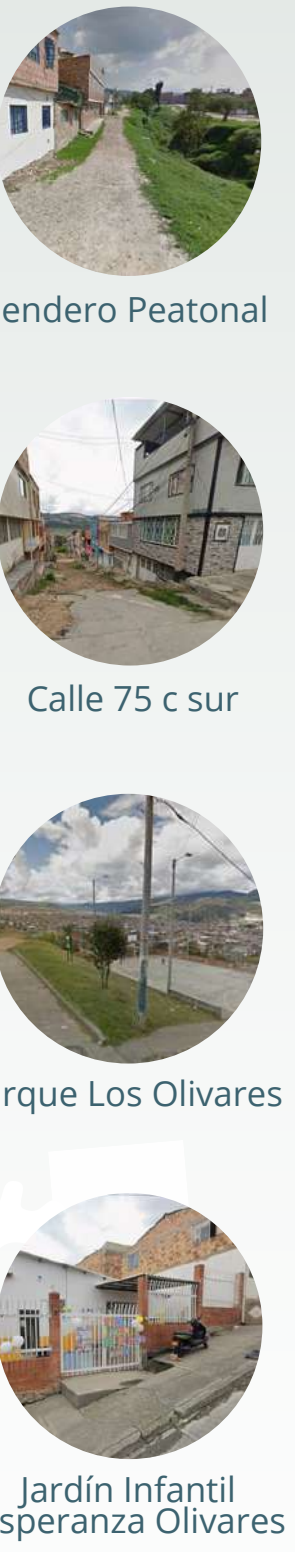 endero Peatonal
Calle 75 c sur
rque Los Olivares
Jardín Infantil
speranza Olivares